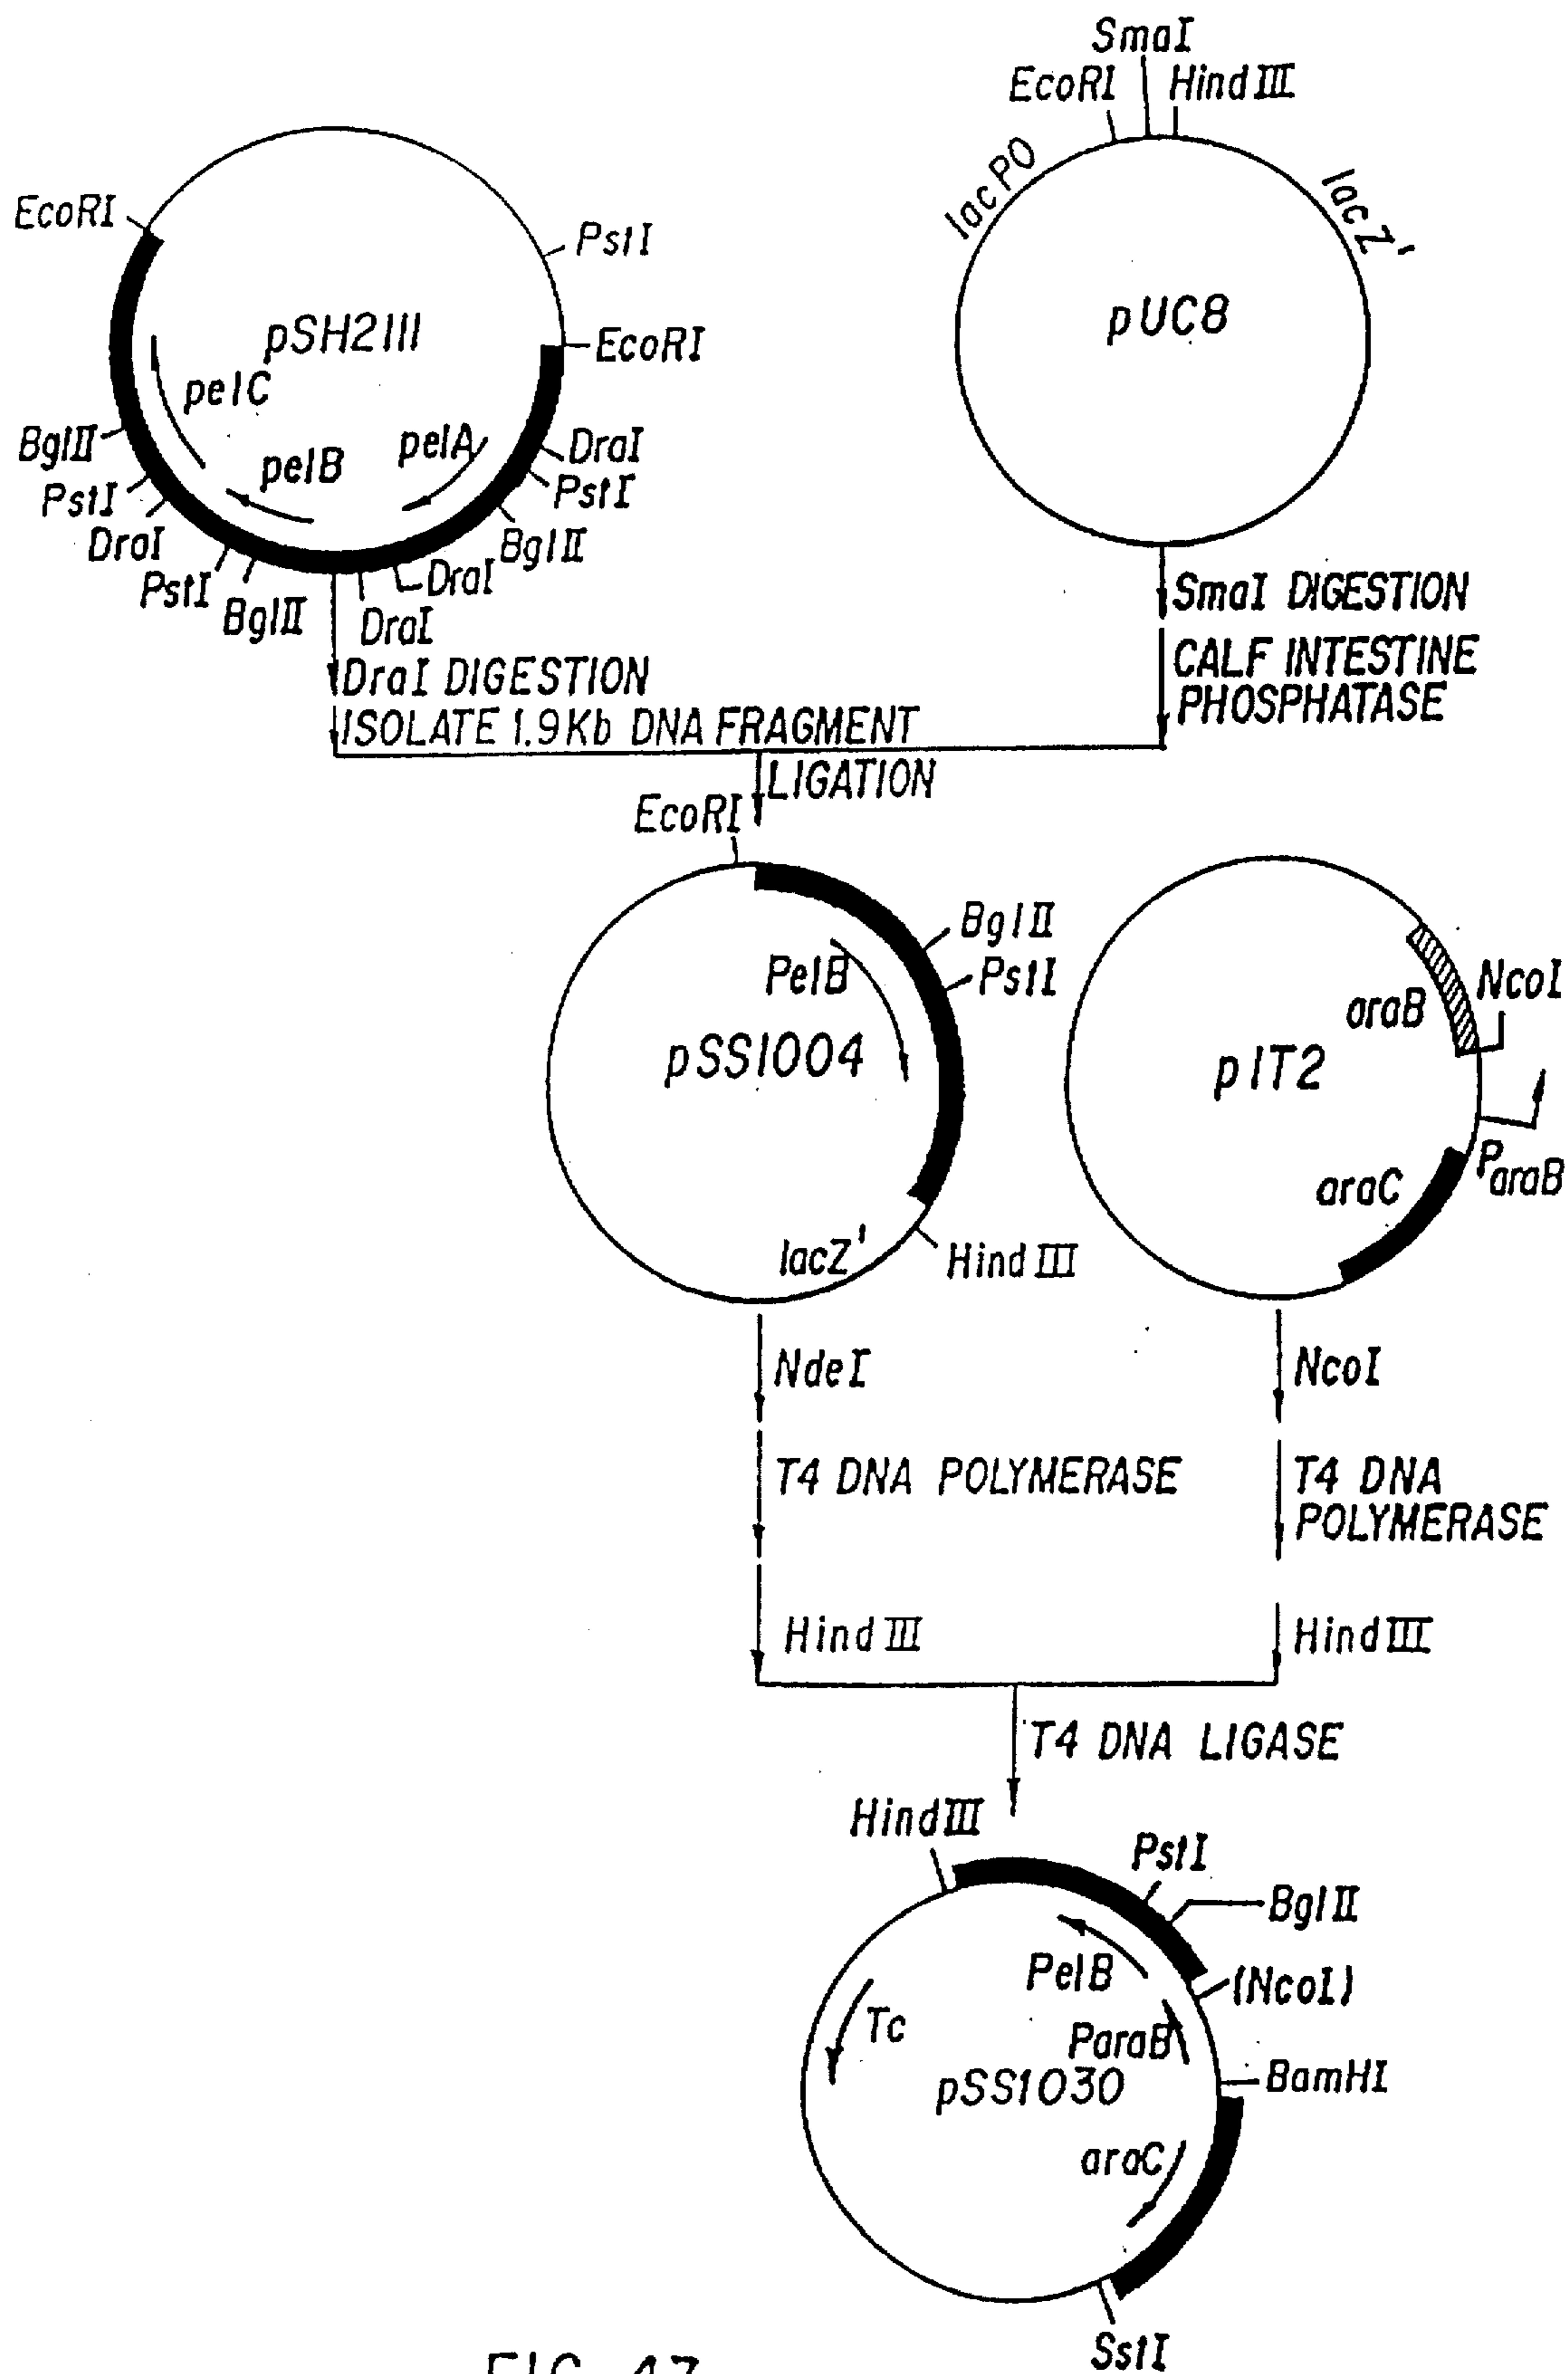 SmaI
EcoRI
HindIII
lacPO
lacZ'
pUC8
EcoRI
PstI
pSH2111
EcoRI
pelC
pelB
pelA
BglII
PstI
DraI
PstI
BglII
DraI
DraI
BglII
PstI
DraI
DraI DIGESTION
ISOLATE 1.9Kb DNA FRAGMENT
SmaI DIGESTION
CALF INTESTINE
PHOSPHATASE
LIGATION
EcoRI
BglII
PstI
PelB
pSS1004
lacZ'
HindIII
araB
NcoI
pIT2
ParaB
araC
NdeI
T4 DNA POLYMERASE
HindIII
NcoI
T4 DNA
POLYMERASE
HindIII
T4 DNA LIGASE
HindIII
PstI
BglII
PelB
(NcoI)
Tc
ParaB
BamHI
pSS1030
araC
SstI